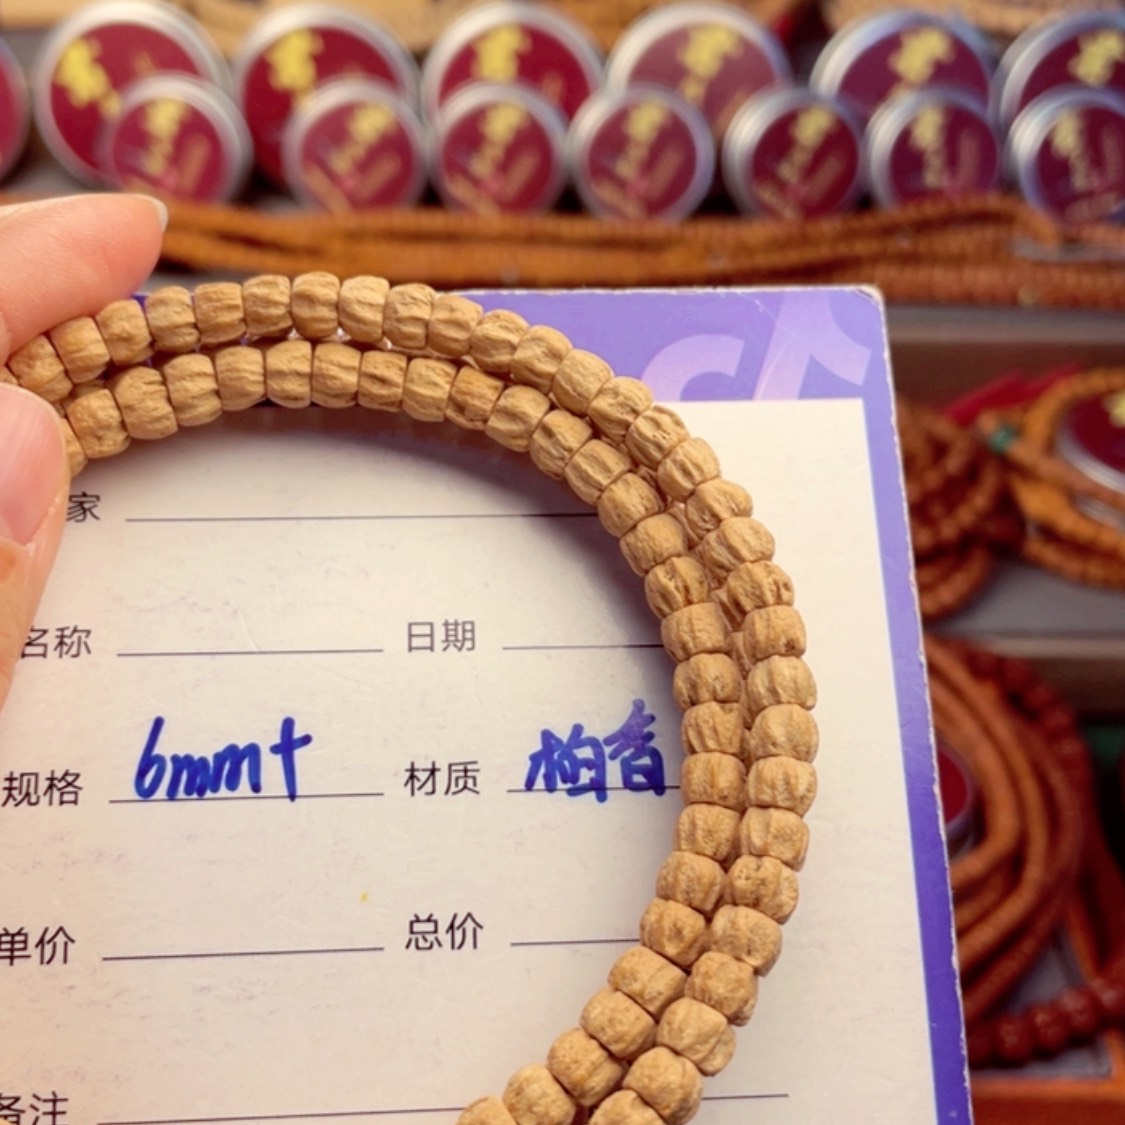 家
名称 日期
规格 6mm+ 材质 柏香
单价 总价
备注